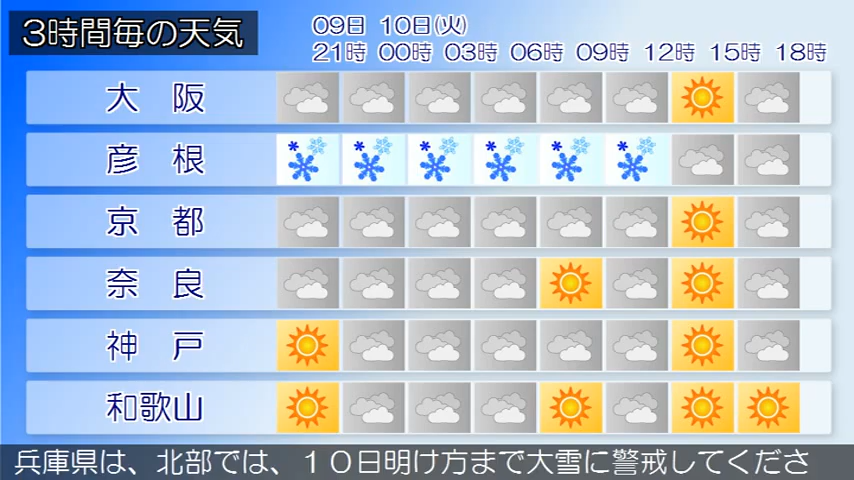 3時間毎の天気
09日 10日(火)
21時 00時 03時 06時 09時 12時 15時 18時
大 阪
彦 根
京 都
奈 良
神 戸
和歌山
兵庫県は、北部では、１０日明け方まで大雪に警戒してくださ